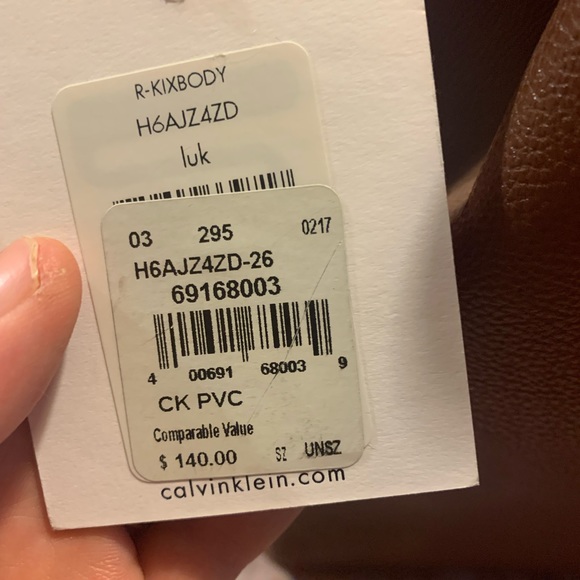 R-KIXBODY
H6AJZ4ZD
luk
03 295 0217
H6AJZ4ZD-26
69168003
4 00691 68003 9
CK PVC
Comparable Value
$ 140.00 SZ UNSZ
calvinklein.com